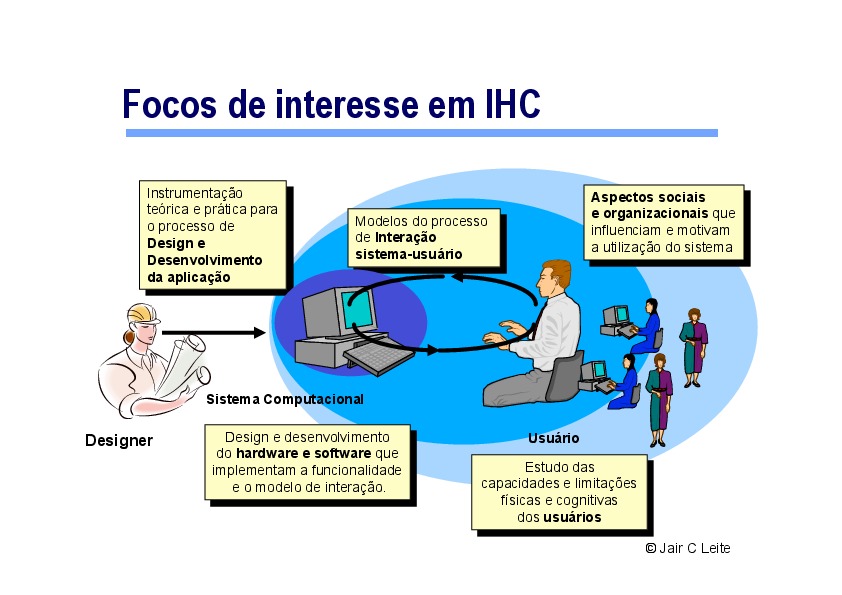 Focos de interesse em IHC
Instrumentação
teórica e prática para
o processo de
Design e
Desenvolvimento
da aplicação
Modelos do processo
de Interação
sistema-usuário
Aspectos sociais
e organizacionais que
influenciam e motivam
a utilização do sistema
Sistema Computacional
Designer
Usuário
Design e desenvolvimento
do hardware e software que
implementam a funcionalidade
e o modelo de interação.
Estudo das
capacidades e limitações
físicas e cognitivas
dos usuários
© Jair C Leite